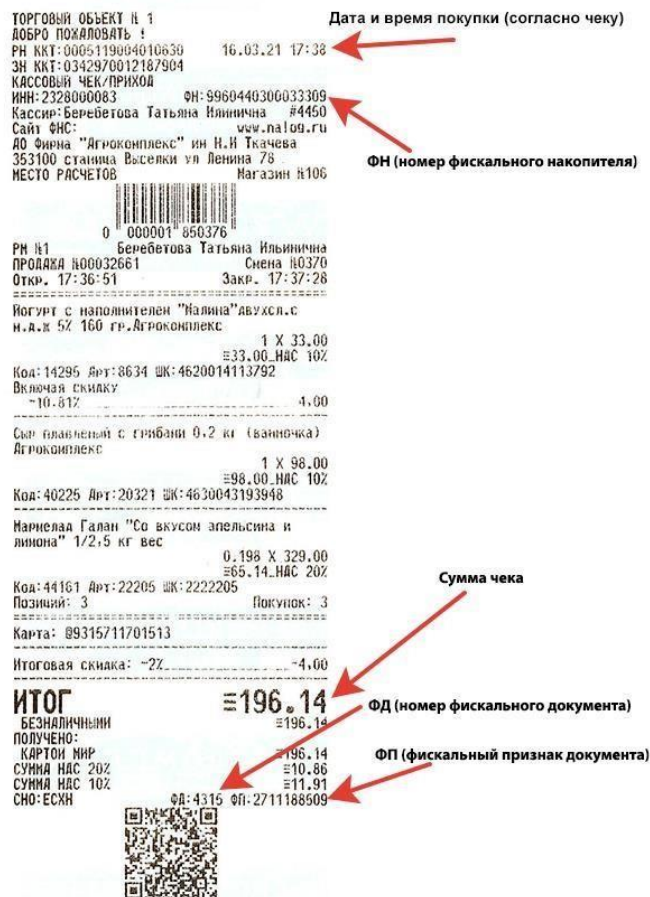 ТОРГОВЫЙ ОБЪЕКТ N 1
ДОБРО ПОЖАЛОВАТЬ !
Дата и время покупки (согласно чеку)
РН ККТ:0005119004010630 16.03.21 17:38
ЗН ККТ:0342970012187904
КАССОВЫЙ ЧЕК/ПРИХОД
ИНН:2328000083 ФН:9960440300033309
Кассир:Беребетова Татьяна Илинична #4450
Сайт ФНС: www.nalog.ru
АО Фирма "Агрокомплекс" им Н.И Ткачева
ФН (номер фискального накопителя)
353100 станица Выселки ул Ленина 78
МЕСТО РАСЧЕТОВ Магазин N106
0 000001 850376
РМ N1 Беребетова Татьяна Ильинична
ПРОДАЖА N00032661 Смена N0370
Откр. 17:36:51 Закр. 17:37:28
Йогурт с наполнителем "Малина"двухсл.с
м.д.ж 5% 160 гр.Агрокомплекс
1 X 33.00
≡33.00_НДС 10%
Код:14295 Арт:8634 ШК:4620014113792
Включая скидку
-10.81% 4.00
Сыр плавленый с грибами 0.2 кг (ванночка)
Агрокомплекс
1 X 98.00
≡98.00_НДС 10%
Код:40225 Арт:20321 ШК:4630043193948
Мармелад Галан "Со вкусом апельсина и
лимона" 1/2,5 кг вес
0.198 X 329.00
≡65.14_НДС 20%
Код:44161 Арт:22205 ШК:2222205
Позиций: 3 Покупок: 3
Сумма чека
Карта: @9315711701513
Итоговая скидка: -2% -4.00
ИТОГ ≡196.14
ФД (номер фискального документа)
БЕЗНАЛИЧНЫМИ ≡196.14
ПОЛУЧЕНО:
КАРТОЙ МИР ≡196.14
ФП (фискальный признак документа)
СУММА НДС 20% ≡10.86
СУММА НДС 10% ≡11.91
СНО:ЕСХН ФД:4315 ФП:2711188509